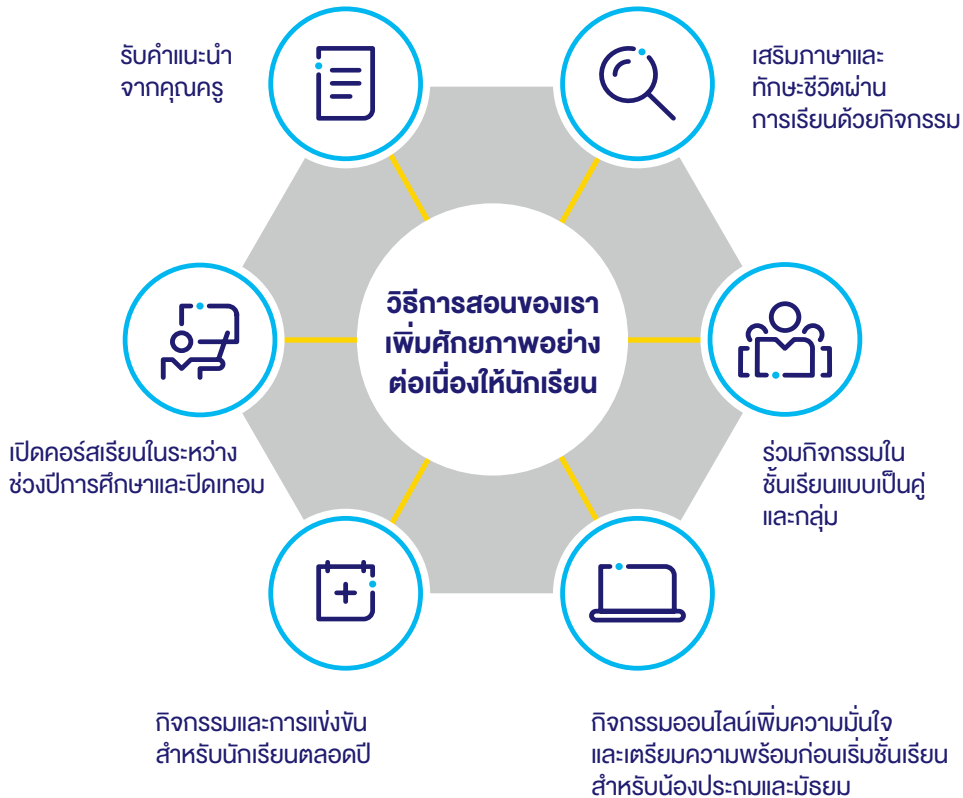 รับคำแนะนำ
จากคุณครู
เสริมภาษาและ
ทักษะชีวิตผ่าน
การเรียนด้วยกิจกรรม
วิธีการสอนของเรา
เพิ่มศักยภาพอย่าง
ต่อเนื่องให้นักเรียน
เปิดคอร์สเรียนในระหว่าง
ช่วงปีการศึกษาและปิดเทอม
ร่วมกิจกรรมใน
ชั้นเรียนแบบเป็นคู่
และกลุ่ม
กิจกรรมและการแข่งขัน
สำหรับนักเรียนตลอดปี
กิจกรรมออนไลน์เพิ่มความมั่นใจ
และเตรียมความพร้อมก่อนเริ่มชั้นเรียน
สำหรับน้องประถมและมัธยม